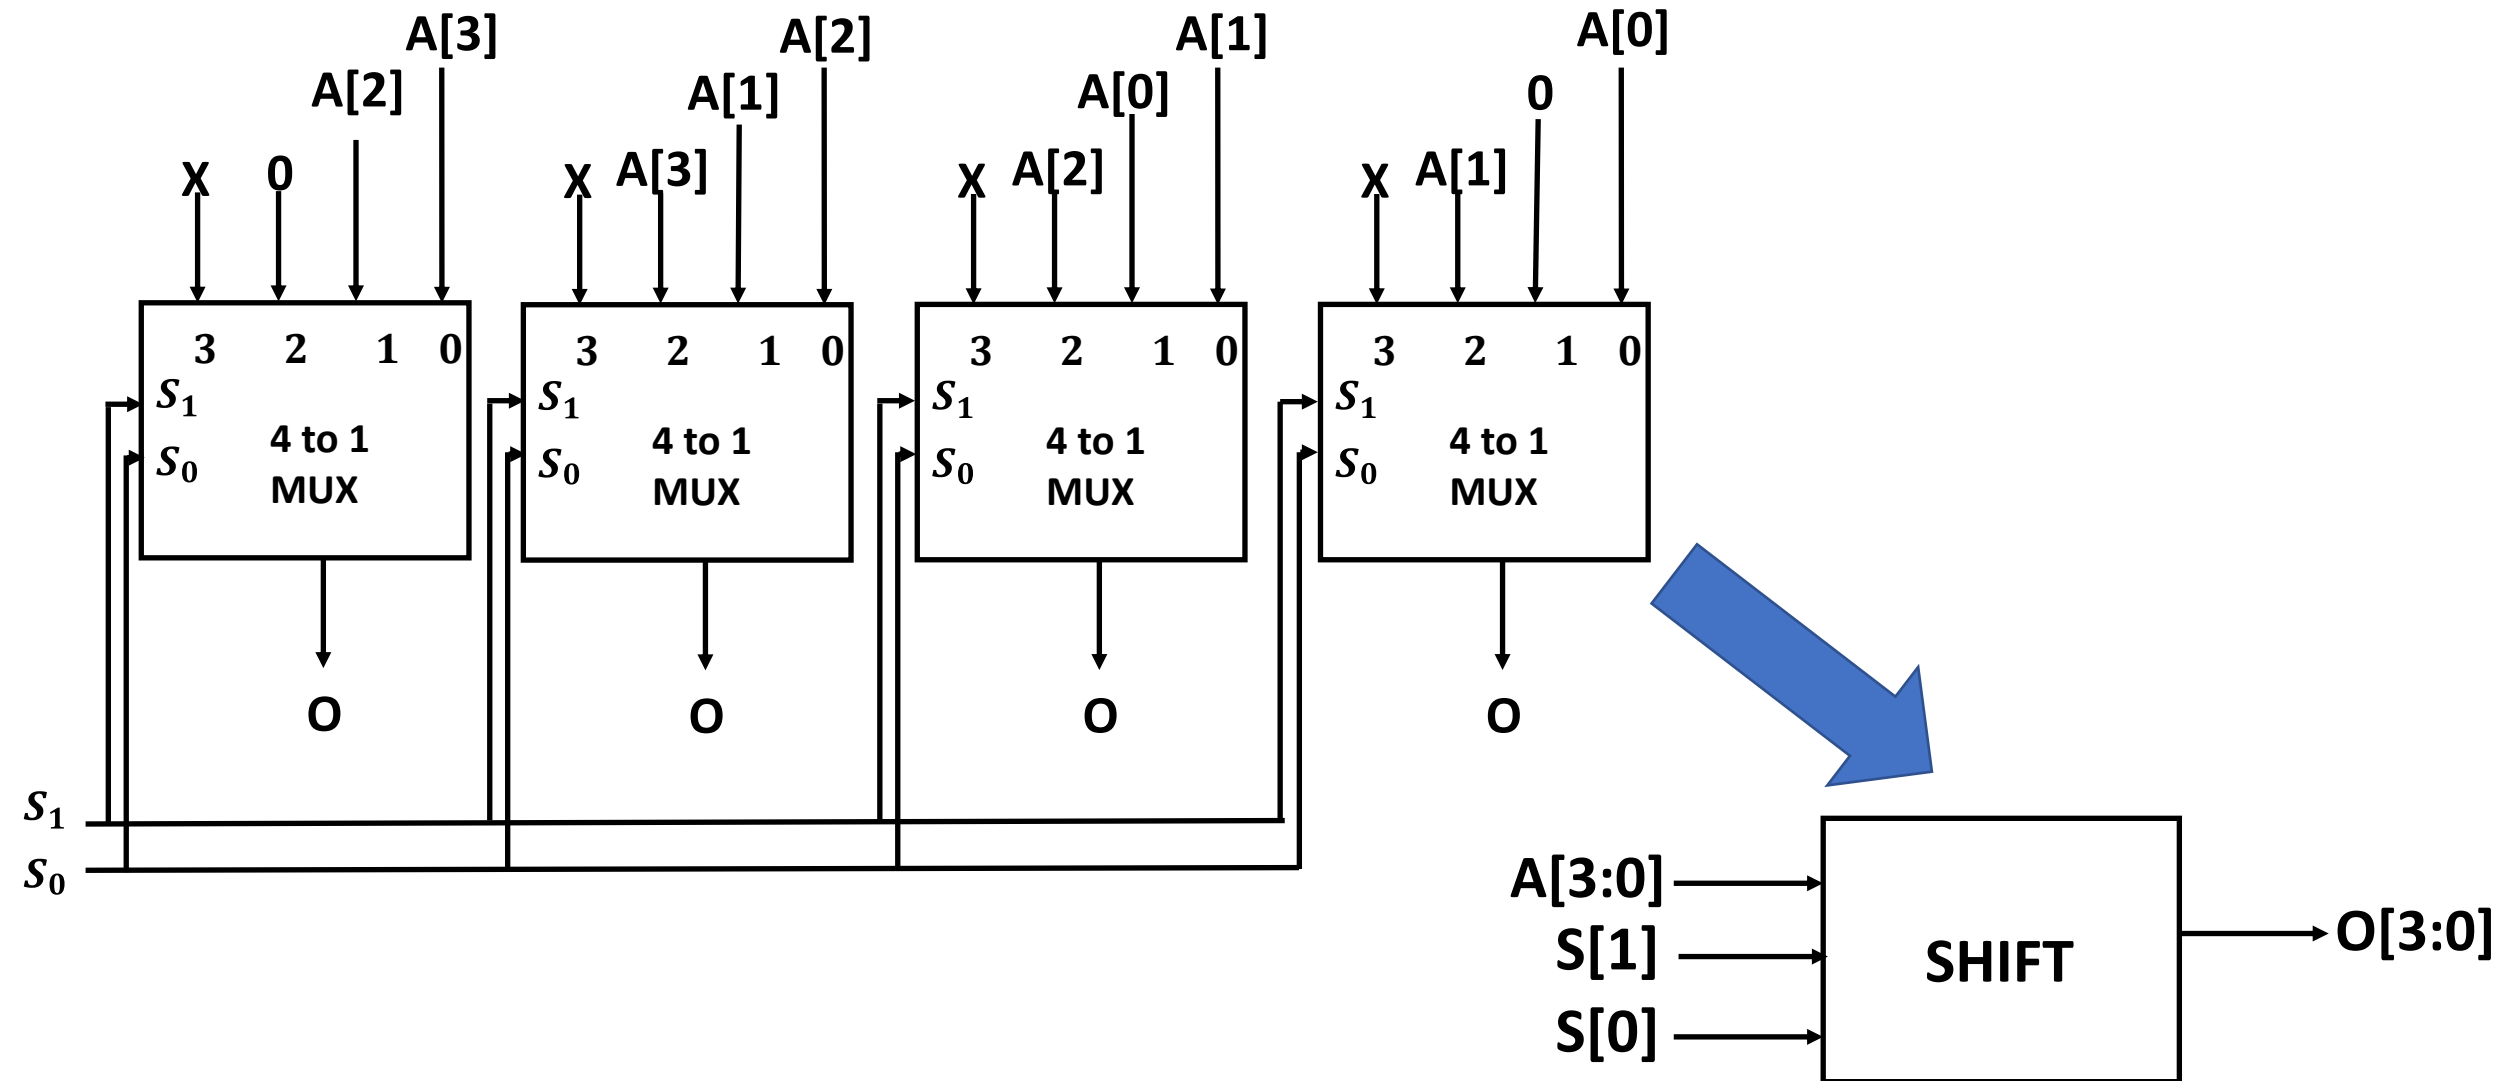 A[3] A[2] A[1] A[0]
A[2] A[1] A[0] 0
X 0 X A[3] X A[2] X A[1]
3 2 1 0 3 2 1 0 3 2 1 0 3 2 1 0
S₁ S₁ S₁ S₁
4 to 1 4 to 1 4 to 1 4 to 1
S₀ S₀ S₀ S₀
MUX MUX MUX MUX
O O O O
S₁
S₀
A[3:0]
S[1]
S[0]
SHIFT
O[3:0]